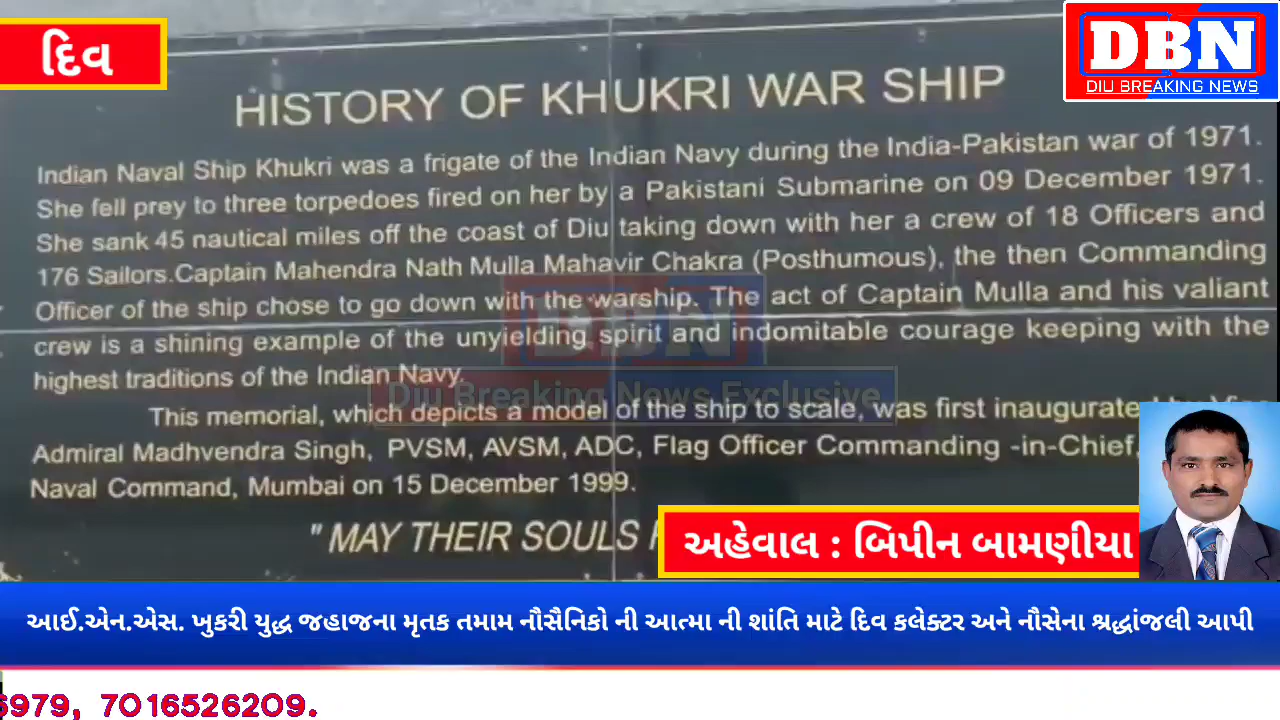 દિવ
DBN
DIU BREAKING NEWS
HISTORY OF KHUKRI WAR SHIP
Indian Naval Ship Khukri was a frigate of the Indian Navy during the India-Pakistan war of 1971.
She fell prey to three torpedoes fired on her by a Pakistani Submarine on 09 December 1971.
She sank 45 nautical miles off the coast of Diu taking down with her a crew of 18 Officers and
176 Sailors.Captain Mahendra Nath Mulla Mahavir Chakra (Posthumous), the then Commanding
Officer of the ship chose to go down with the warship. The act of Captain Mulla and his valiant
crew is a shining example of the unyielding spirit and indomitable courage keeping with the
highest traditions of the Indian Navy.
DBN
Diu Breaking News Exclusive
This memorial, which depicts a model of the ship to scale, was first inaugurated
Admiral Madhvendra Singh, PVSM, AVSM, ADC, Flag Officer Commanding -in-Chief,
Naval Command, Mumbai on 15 December 1999.
" MAY THEIR SOULS
અહેવાલ : બિપીન બામણીયા
આઈ.એન.એસ. ખુકરી યુદ્ધ જહાજના મૃતક તમામ નૌસૈનિકો ની આત્મા ની શાંતિ માટે દિવ કલેક્ટર અને નૌસેના શ્રદ્ધાંજલી આપી
6979, 7016526209.